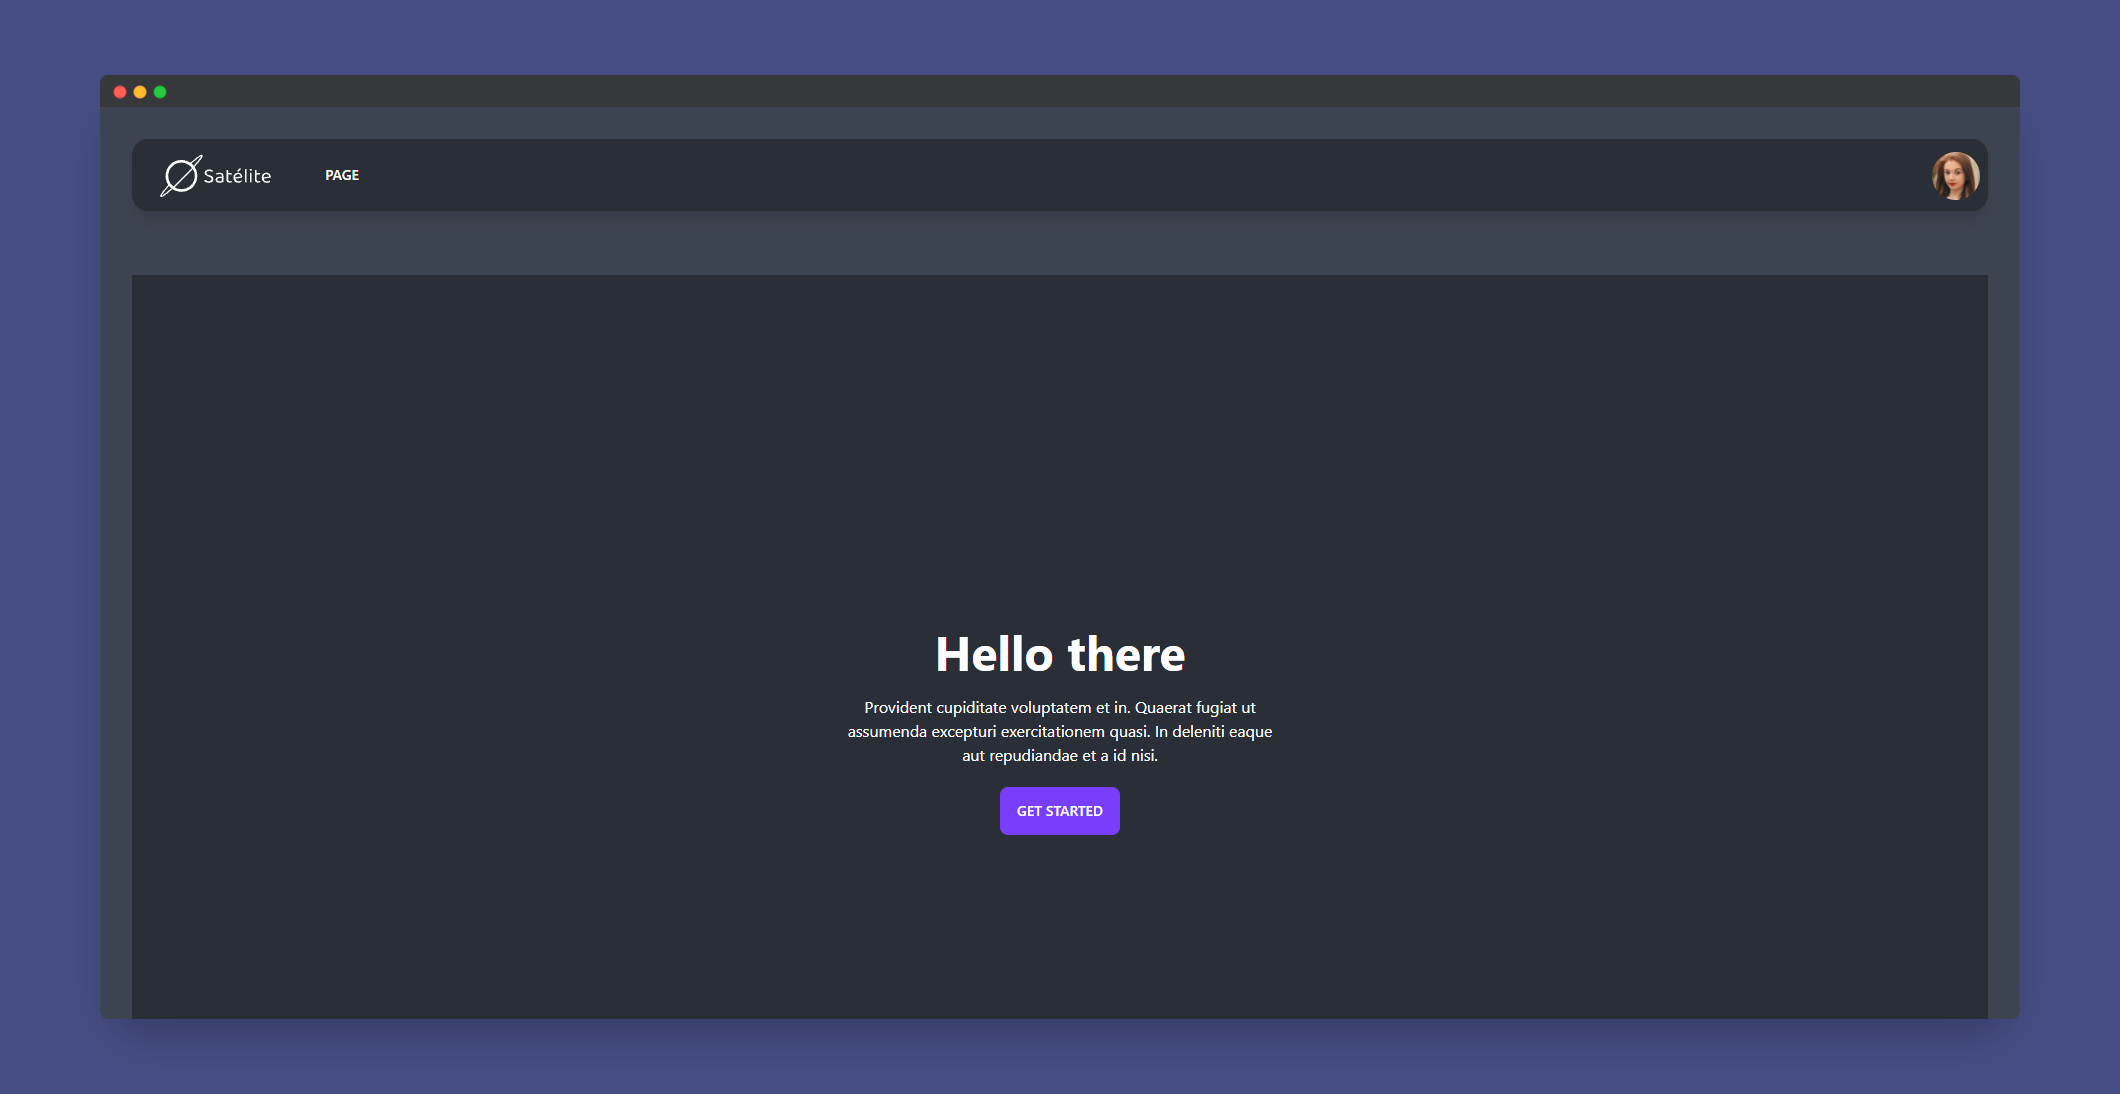 Satélite
PAGE
Hello there
Provident cupiditate voluptatem et in. Quaerat fugiat ut
assumenda excepturi exercitationem quasi. In deleniti eaque
aut repudiandae et a id nisi.
GET STARTED